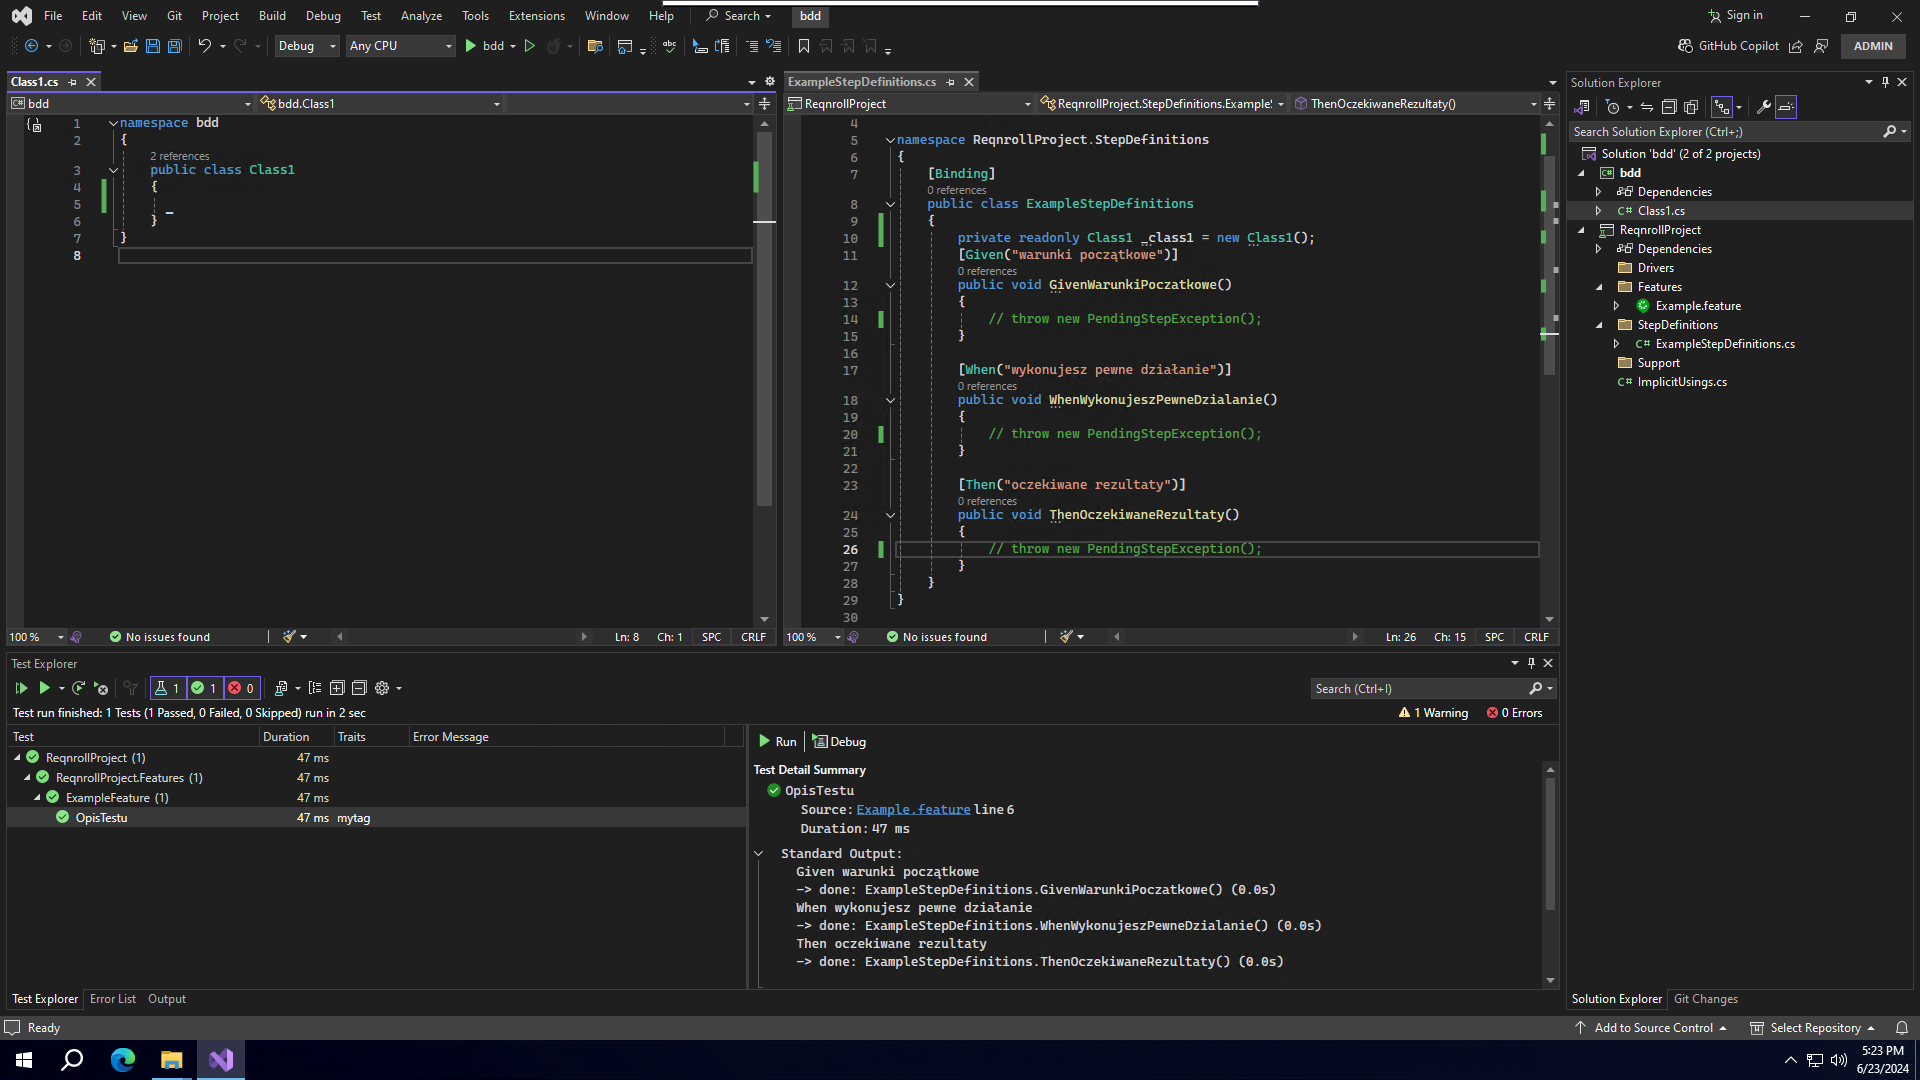 File Edit View Git Project Build Debug Test Analyze Tools Extensions Window Help Search bdd Sign in
Debug Any CPU bdd GitHub Copilot ADMIN
Class1.cs
bdd bdd.Class1
1 namespace bdd
2 {
2 references
3 public class Class1
4 {
5
6 }
7 }
8
100 % No issues found Ln: 8 Ch: 1 SPC CRLF
ExampleStepDefinitions.cs
ReqnrollProject ReqnrollProject.StepDefinitions.Example ThenOczekiwaneRezultaty()
4
5 namespace ReqnrollProject.StepDefinitions
6 {
7 [Binding]
0 references
8 public class ExampleStepDefinitions
9 {
10 private readonly Class1 _class1 = new Class1();
11 [Given("warunki początkowe")]
0 references
12 public void GivenWarunkiPoczatkowe()
13 {
14 // throw new PendingStepException();
15 }
16
17 [When("wykonujesz pewne działanie")]
0 references
18 public void WhenWykonujeszPewneDzialanie()
19 {
20 // throw new PendingStepException();
21 }
22
23 [Then("oczekiwane rezultaty")]
0 references
24 public void ThenOczekiwaneRezultaty()
25 {
26 // throw new PendingStepException();
27 }
28 }
29 }
30
100 % No issues found Ln: 26 Ch: 15 SPC CRLF
Solution Explorer
Search Solution Explorer (Ctrl+;)
Solution 'bdd' (2 of 2 projects)
bdd
Dependencies
C# Class1.cs
ReqnrollProject
Dependencies
Drivers
Features
Example.feature
StepDefinitions
C# ExampleStepDefinitions.cs
Support
C# ImplicitUsings.cs
Solution Explorer Git Changes
Test Explorer
1 1 0 Search (Ctrl+I)
Test run finished: 1 Tests (1 Passed, 0 Failed, 0 Skipped) run in 2 sec 1 Warning 0 Errors
Test Duration Traits Error Message
ReqnrollProject (1) 47 ms
ReqnrollProject.Features (1) 47 ms
ExampleFeature (1) 47 ms
OpisTestu 47 ms mytag
Run Debug
Test Detail Summary
OpisTestu
Source: Example.feature line 6
Duration: 47 ms
Standard Output:
Given warunki początkowe
-> done: ExampleStepDefinitions.GivenWarunkiPoczatkowe() (0.0s)
When wykonujesz pewne działanie
-> done: ExampleStepDefinitions.WhenWykonujeszPewneDzialanie() (0.0s)
Then oczekiwane rezultaty
-> done: ExampleStepDefinitions.ThenOczekiwaneRezultaty() (0.0s)
Test Explorer Error List Output
Ready Add to Source Control Select Repository
5:23 PM
6/23/2024